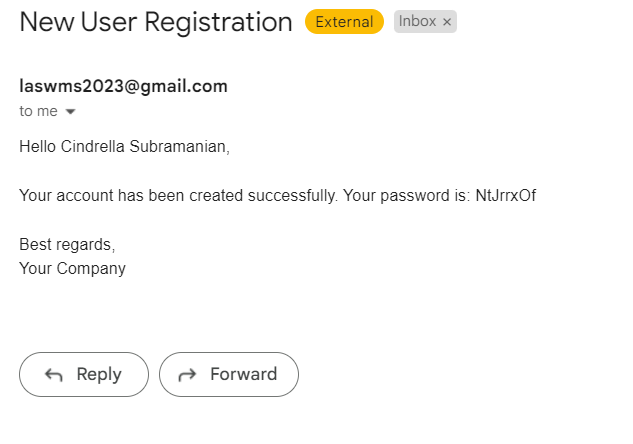 New User Registration External Inbox ×
laswms2023@gmail.com
to me
Hello Cindrella Subramanian,
Your account has been created successfully. Your password is: NtJrrxOf
Best regards,
Your Company
Reply Forward